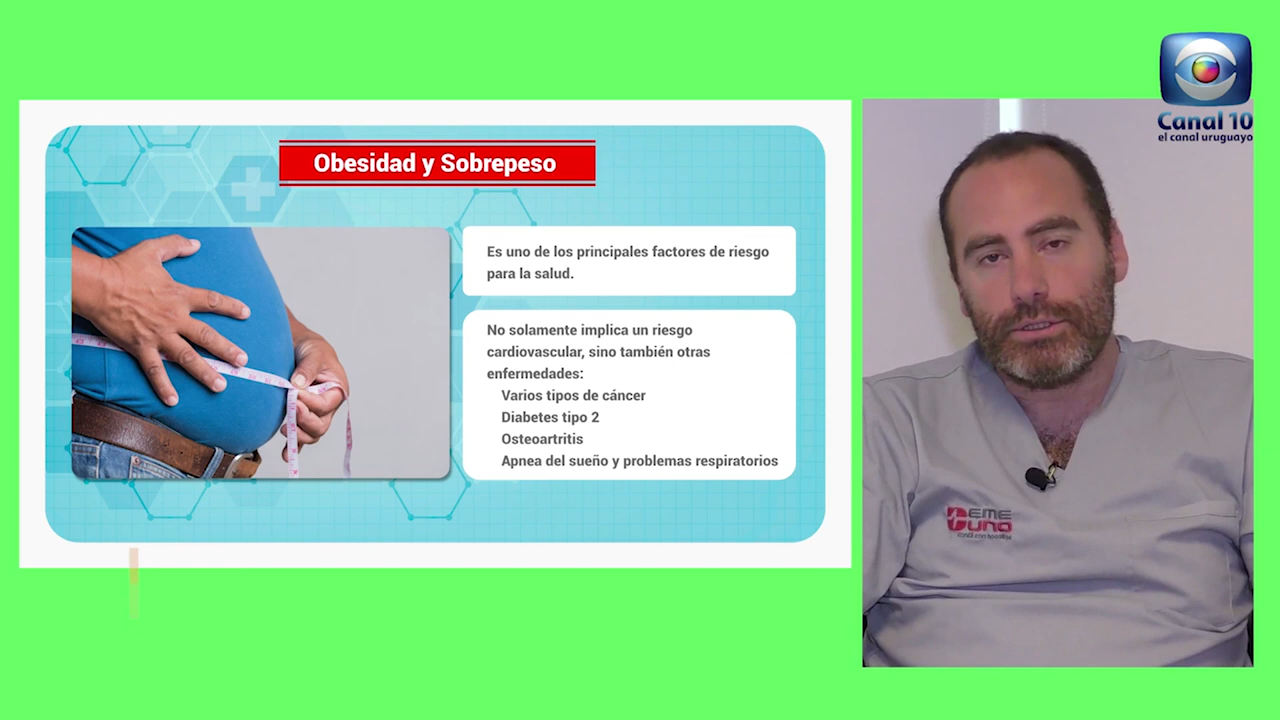 Canal 10
el canal uruguayo
Obesidad y Sobrepeso
Es uno de los principales factores de riesgo
para la salud.
No solamente implica un riesgo
cardiovascular, sino también otras
enfermedades:
Varios tipos de cáncer
Diabetes tipo 2
Osteoartritis
Apnea del sueño y problemas respiratorios
EME
uno